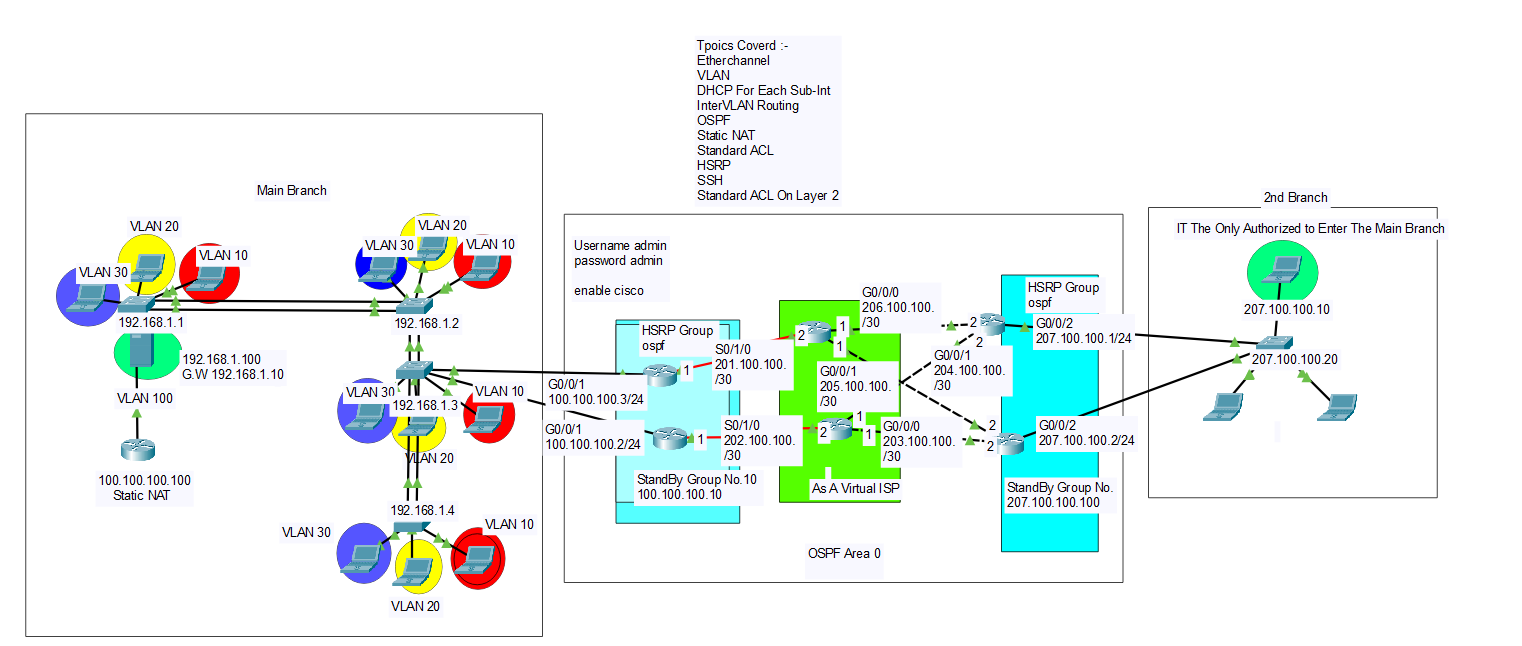 Tpoics Coverd :-
Etherchannel
VLAN
DHCP For Each Sub-Int
InterVLAN Routing
OSPF
Static NAT
Standard ACL
HSRP
SSH
Standard ACL On Layer 2
Main Branch
VLAN 20
VLAN 30
VLAN 10
192.168.1.1
VLAN 20
VLAN 30
VLAN 10
192.168.1.2
192.168.1.100
G.W 192.168.1.10
VLAN 100
100.100.100.100
Static NAT
VLAN 30
VLAN 10
192.168.1.3
VLAN 20
192.168.1.4
VLAN 30
VLAN 10
VLAN 20
Username admin
password admin
enable cisco
HSRP Group
ospf
G0/0/1
100.100.100.3/24
G0/0/1
100.100.100.2/24
1
S0/1/0
201.100.100.
/30
2
1
S0/1/0
202.100.100.
/30
2
StandBy Group No.10
100.100.100.10
G0/0/0
206.100.100.
/30
1
1
G0/0/1
205.100.100.
/30
G0/0/1
204.100.100.
/30
1
1
G0/0/0
203.100.100.
/30
As A Virtual ISP
OSPF Area 0
HSRP Group
ospf
2
2
G0/0/2
207.100.100.1/24
2
2
G0/0/2
207.100.100.2/24
StandBy Group No.
207.100.100.100
2nd Branch
IT The Only Authorized to Enter The Main Branch
207.100.100.10
207.100.100.20